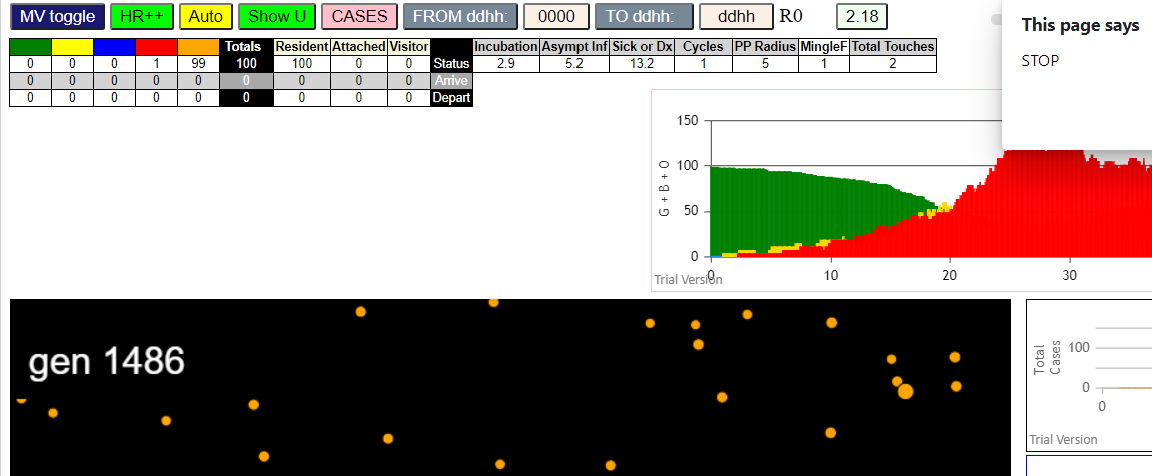 MV toggle HR++ Auto Show U CASES FROM ddhh: 0000 TO ddhh: ddhh R0 2.18
This page says
STOP
Totals Resident Attached Visitor Incubation Asympt Inf Sick or Dx Cycles PP Radius MingleF Total Touches
0 0 0 1 99 100 100 0 0 Status 2.9 5.2 13.2 1 5 1 2
0 0 0 0 0 0 0 0 0 Arrive
0 0 0 0 0 0 0 0 0 Depart
150
100
50
0
G + B + O
0 10 20 30
Trial Version
gen 1486
Total
Cases
100
0
0
Trial Version